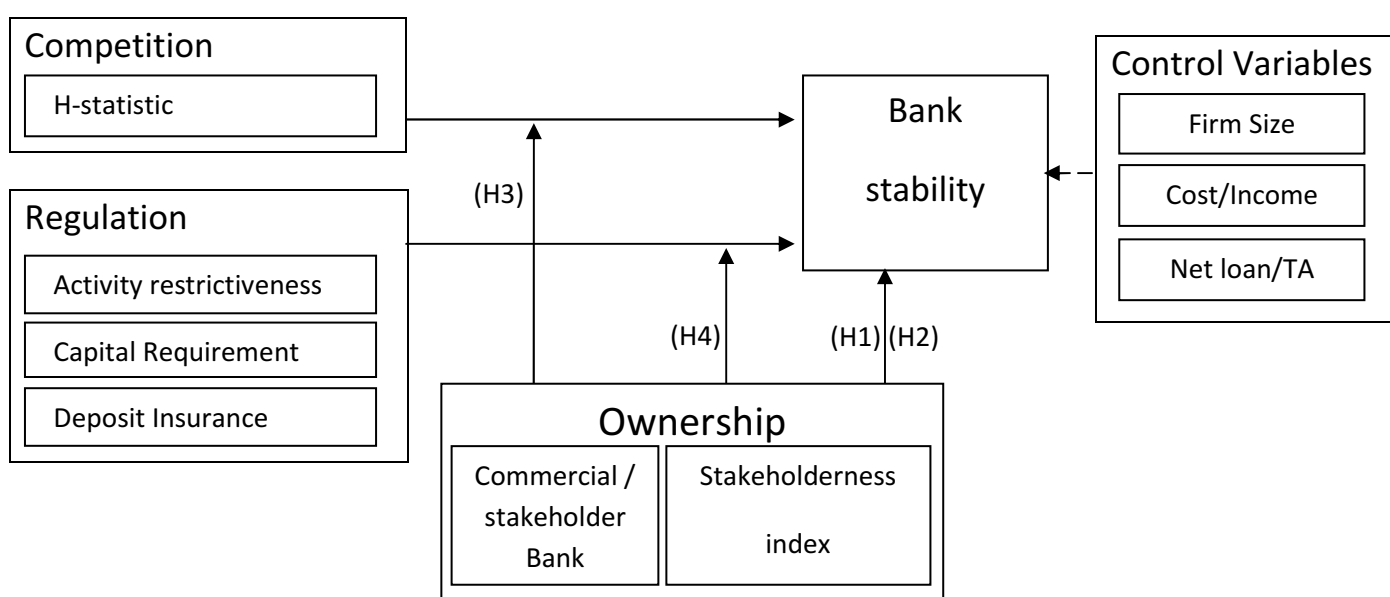 Competition
H-statistic
Regulation
Activity restrictiveness
Capital Requirement
Deposit Insurance
(H3)
(H4)
(H1)
(H2)
Bank
stability
Control Variables
Firm Size
Cost/Income
Net loan/TA
Ownership
Commercial /
stakeholder
Bank
Stakeholderness
index